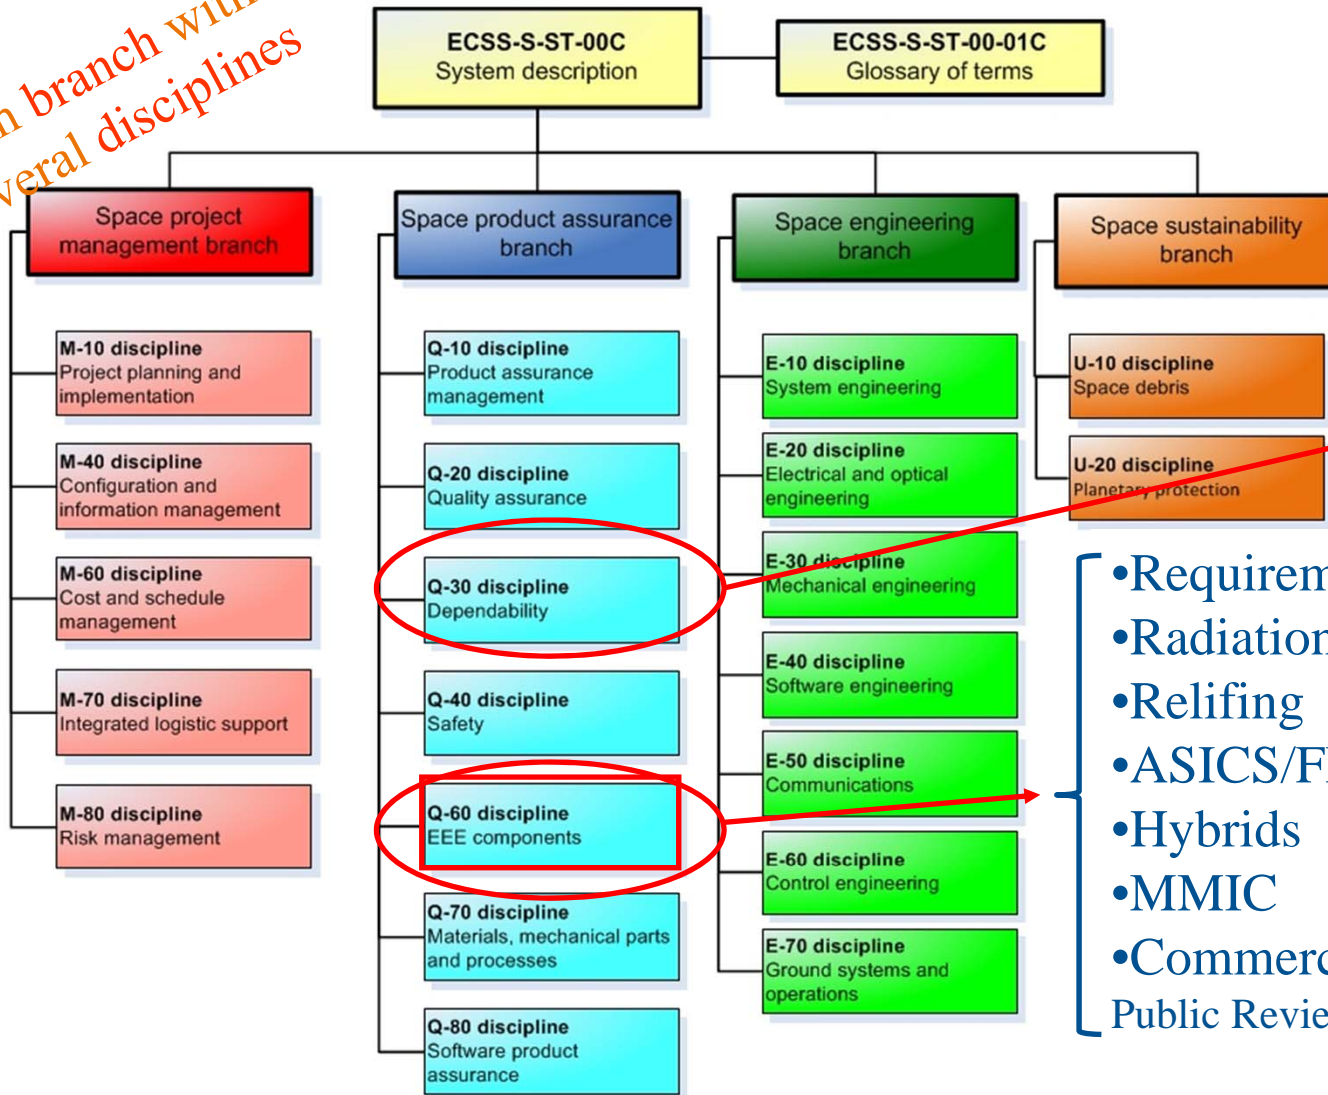 branch with
disciplines
ECSS-S-ST-00C
System description
ECSS-S-ST-00-01C
Glossary of terms
Space project
management branch
Space product assurance
branch
Space engineering
branch
Space sustainability
branch
M-10 discipline
Project planning and
implementation
M-40 discipline
Configuration and
information management
M-60 discipline
Cost and schedule
management
M-70 discipline
Integrated logistic support
M-80 discipline
Risk management
Q-10 discipline
Product assurance
management
Q-20 discipline
Quality assurance
Q-30 discipline
Dependability
Q-40 discipline
Safety
Q-60 discipline
EEE components
Q-70 discipline
Materials, mechanical parts
and processes
Q-80 discipline
Software product
assurance
E-10 discipline
System engineering
E-20 discipline
Electrical and optical
engineering
E-30 discipline
Mechanical engineering
E-40 discipline
Software engineering
E-50 discipline
Communications
E-60 discipline
Control engineering
E-70 discipline
Ground systems and
operations
U-10 discipline
Space debris
U-20 discipline
Planetary protection
•Radiation
•Relifing
•Hybrids
•MMIC
Public